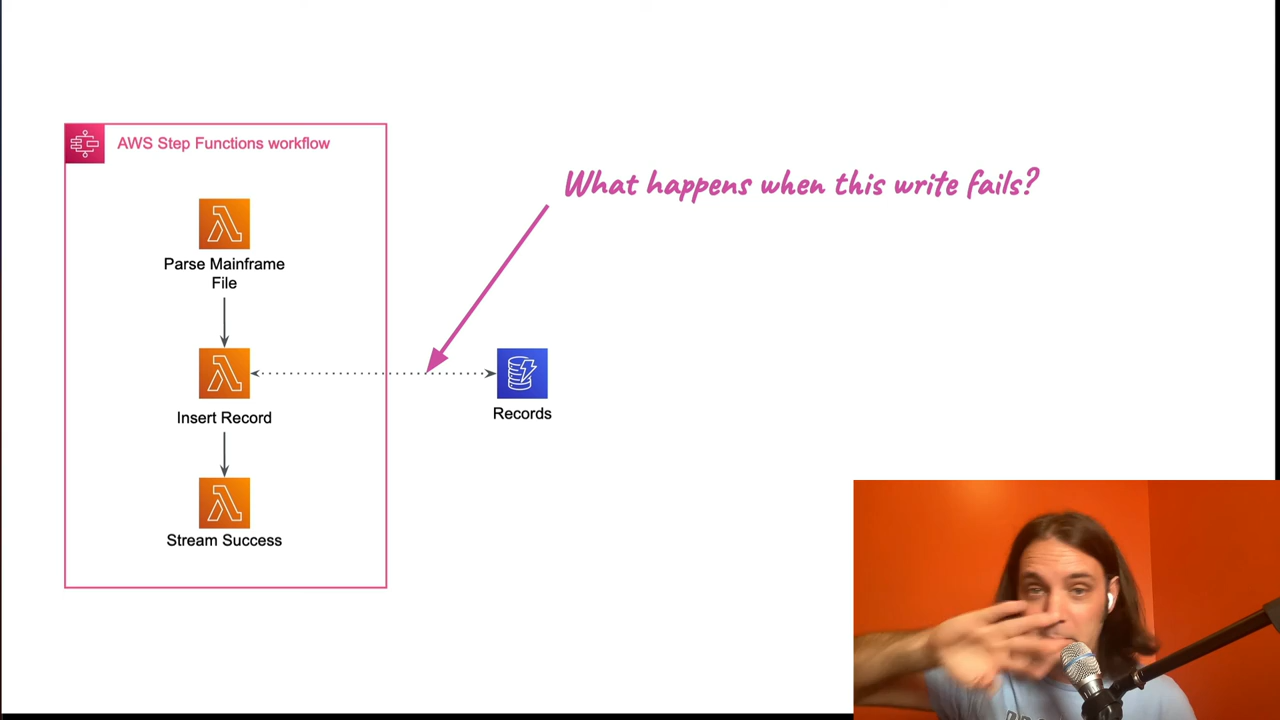 AWS Step Functions workflow
What happens when this write fails?
Parse Mainframe
File
Insert Record
Records
Stream Success